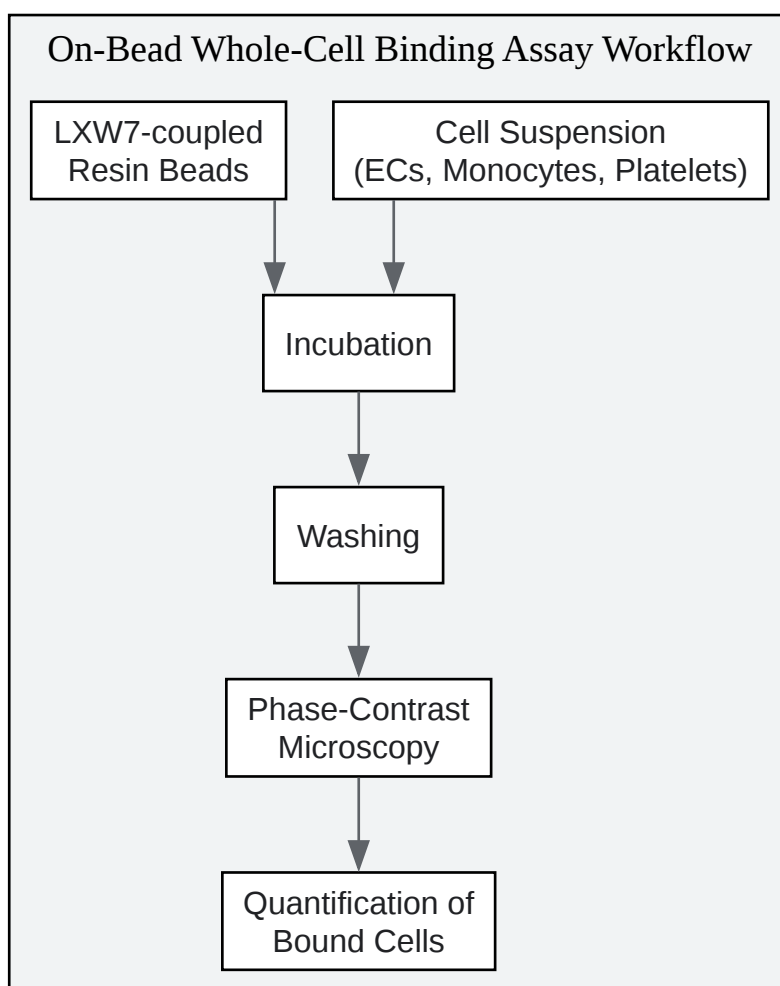 On-Bead Whole-Cell Binding Assay Workflow
LXW7-coupled
Resin Beads
Cell Suspension
(ECs, Monocytes, Platelets)
Incubation
Washing
Phase-Contrast
Microscopy
Quantification of
Bound Cells